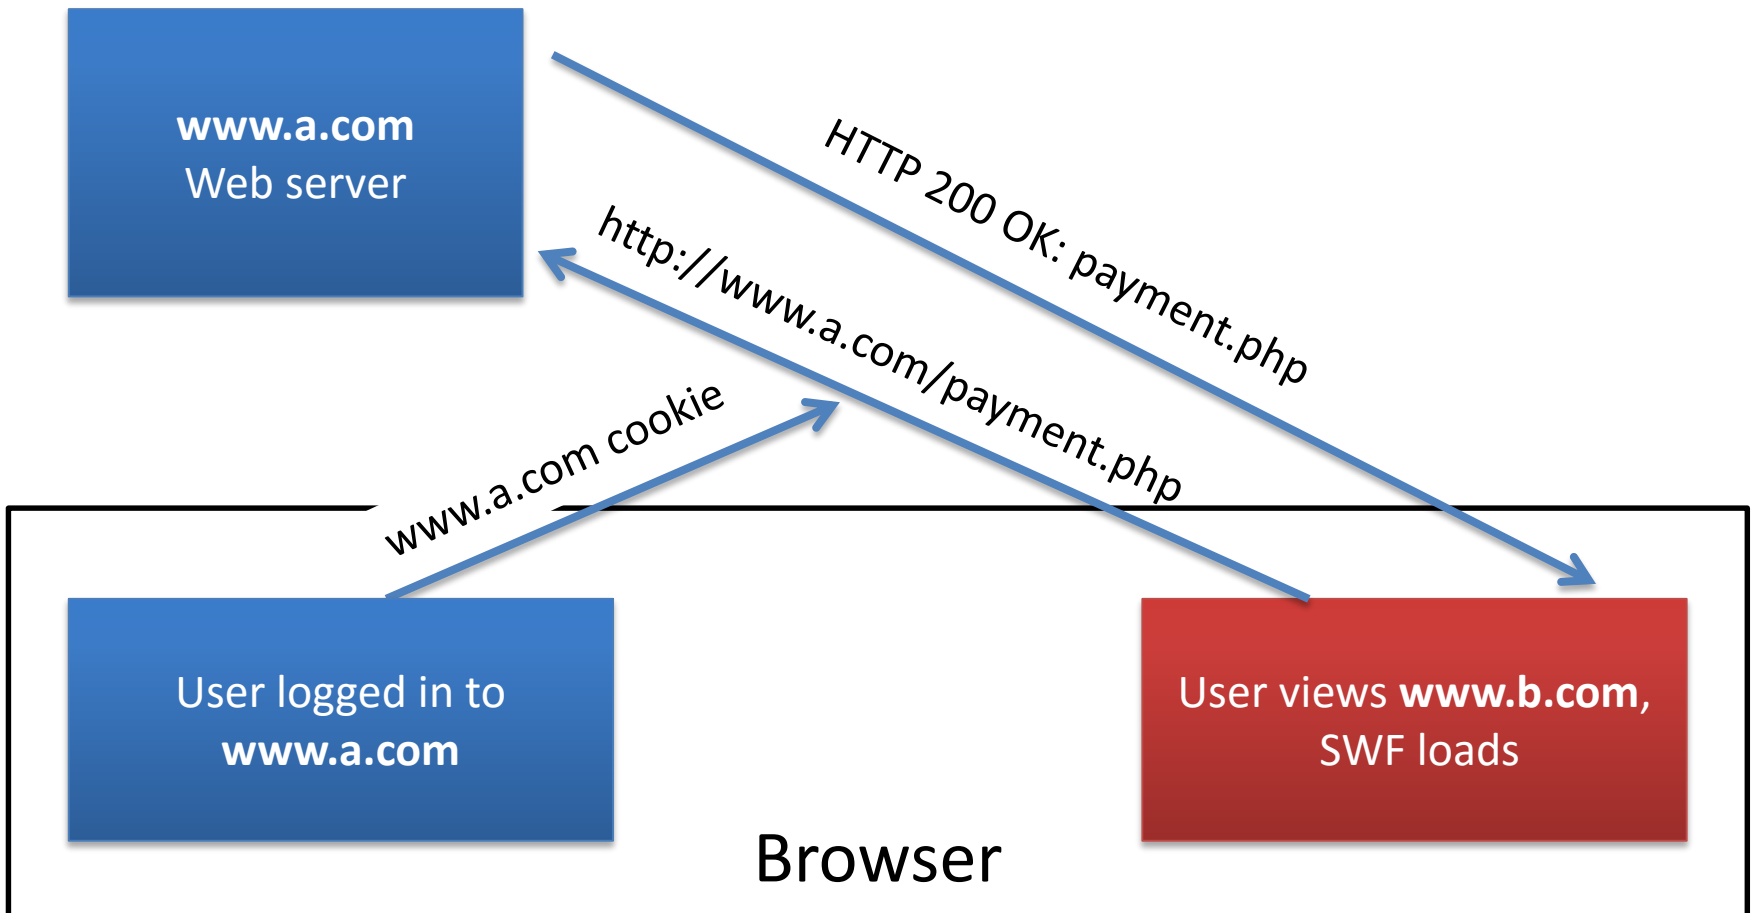 www.a.com
Web server
HTTP 200 OK: payment.php
http://www.a.com/payment.php
www.a.com cookie
User logged in to
www.a.com
User views www.b.com,
SWF loads
Browser